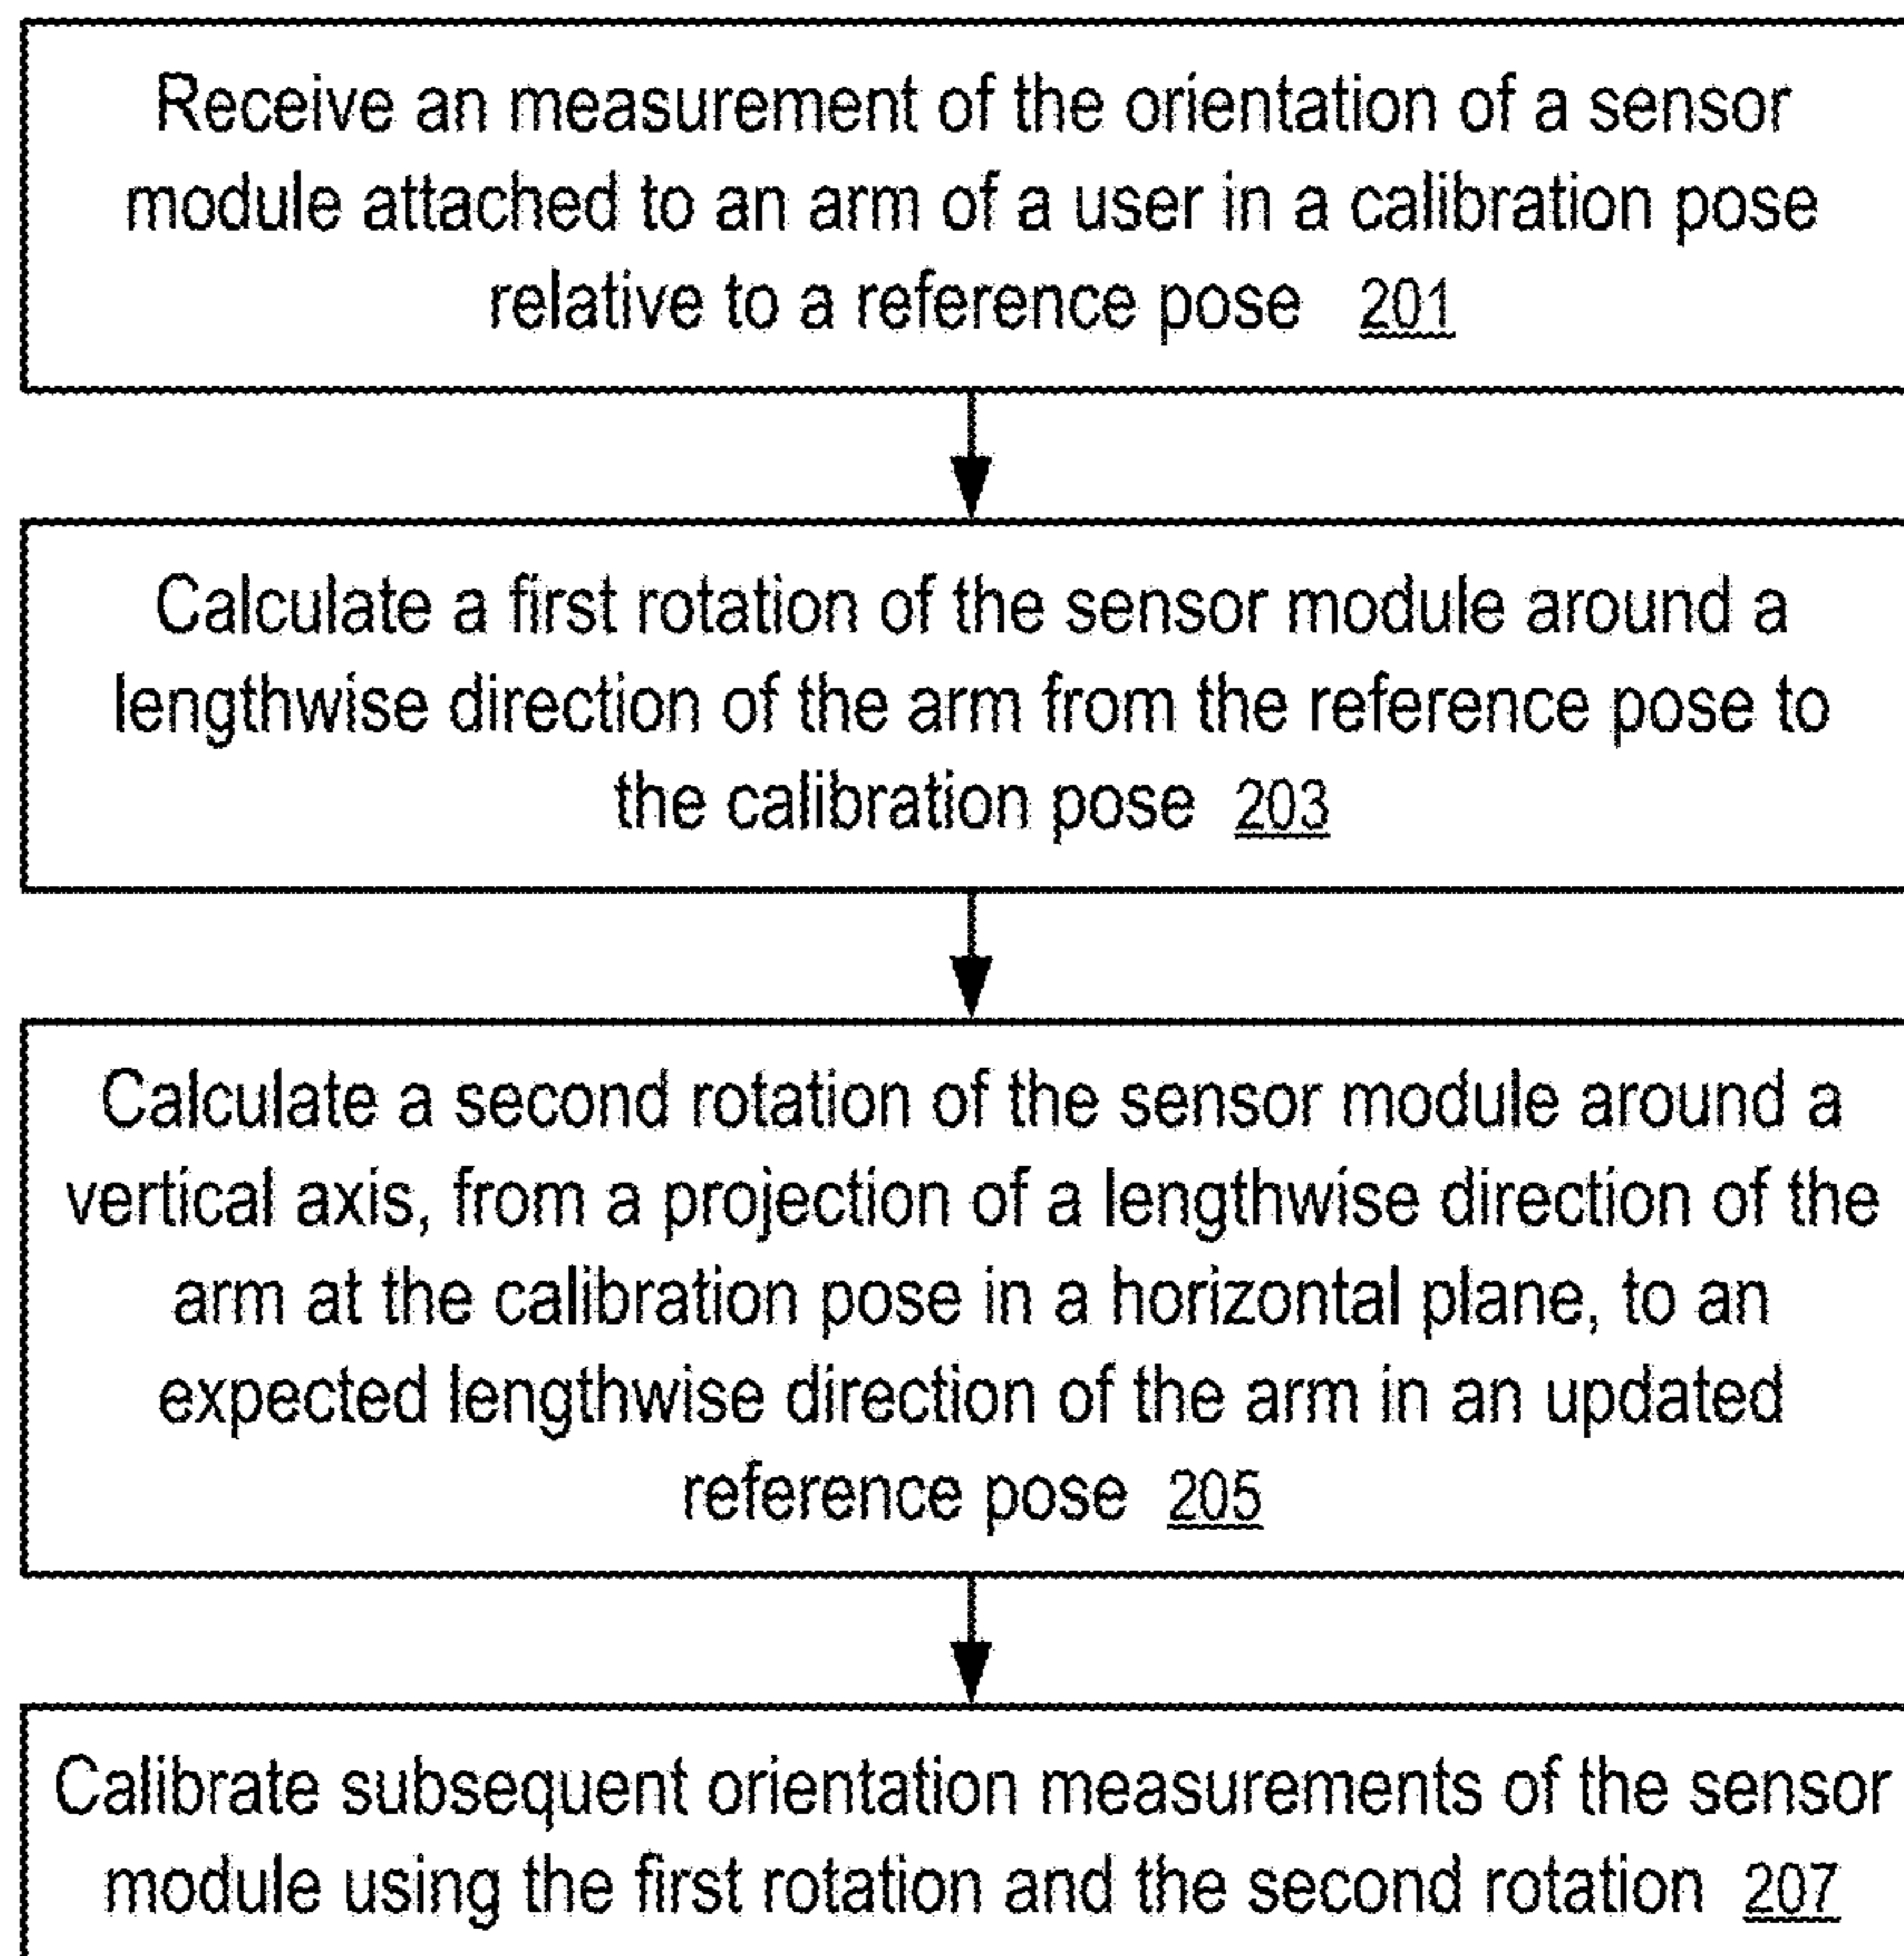 Receive an measurement of the orientation of a sensor
module attached to an arm of a user in a calibration pose
relative to a reference pose 201
Calculate a first rotation of the sensor module around a
lengthwise direction of the arm from the reference pose to
the calibration pose 203
Calculate a second rotation of the sensor module around a
vertical axis, from a projection of a lengthwise direction of the
arm at the calibration pose in a horizontal plane, to an
expected lengthwise direction of the arm in an updated
reference pose 205
Calibrate subsequent orientation measurements of the sensor
module using the first rotation and the second rotation 207